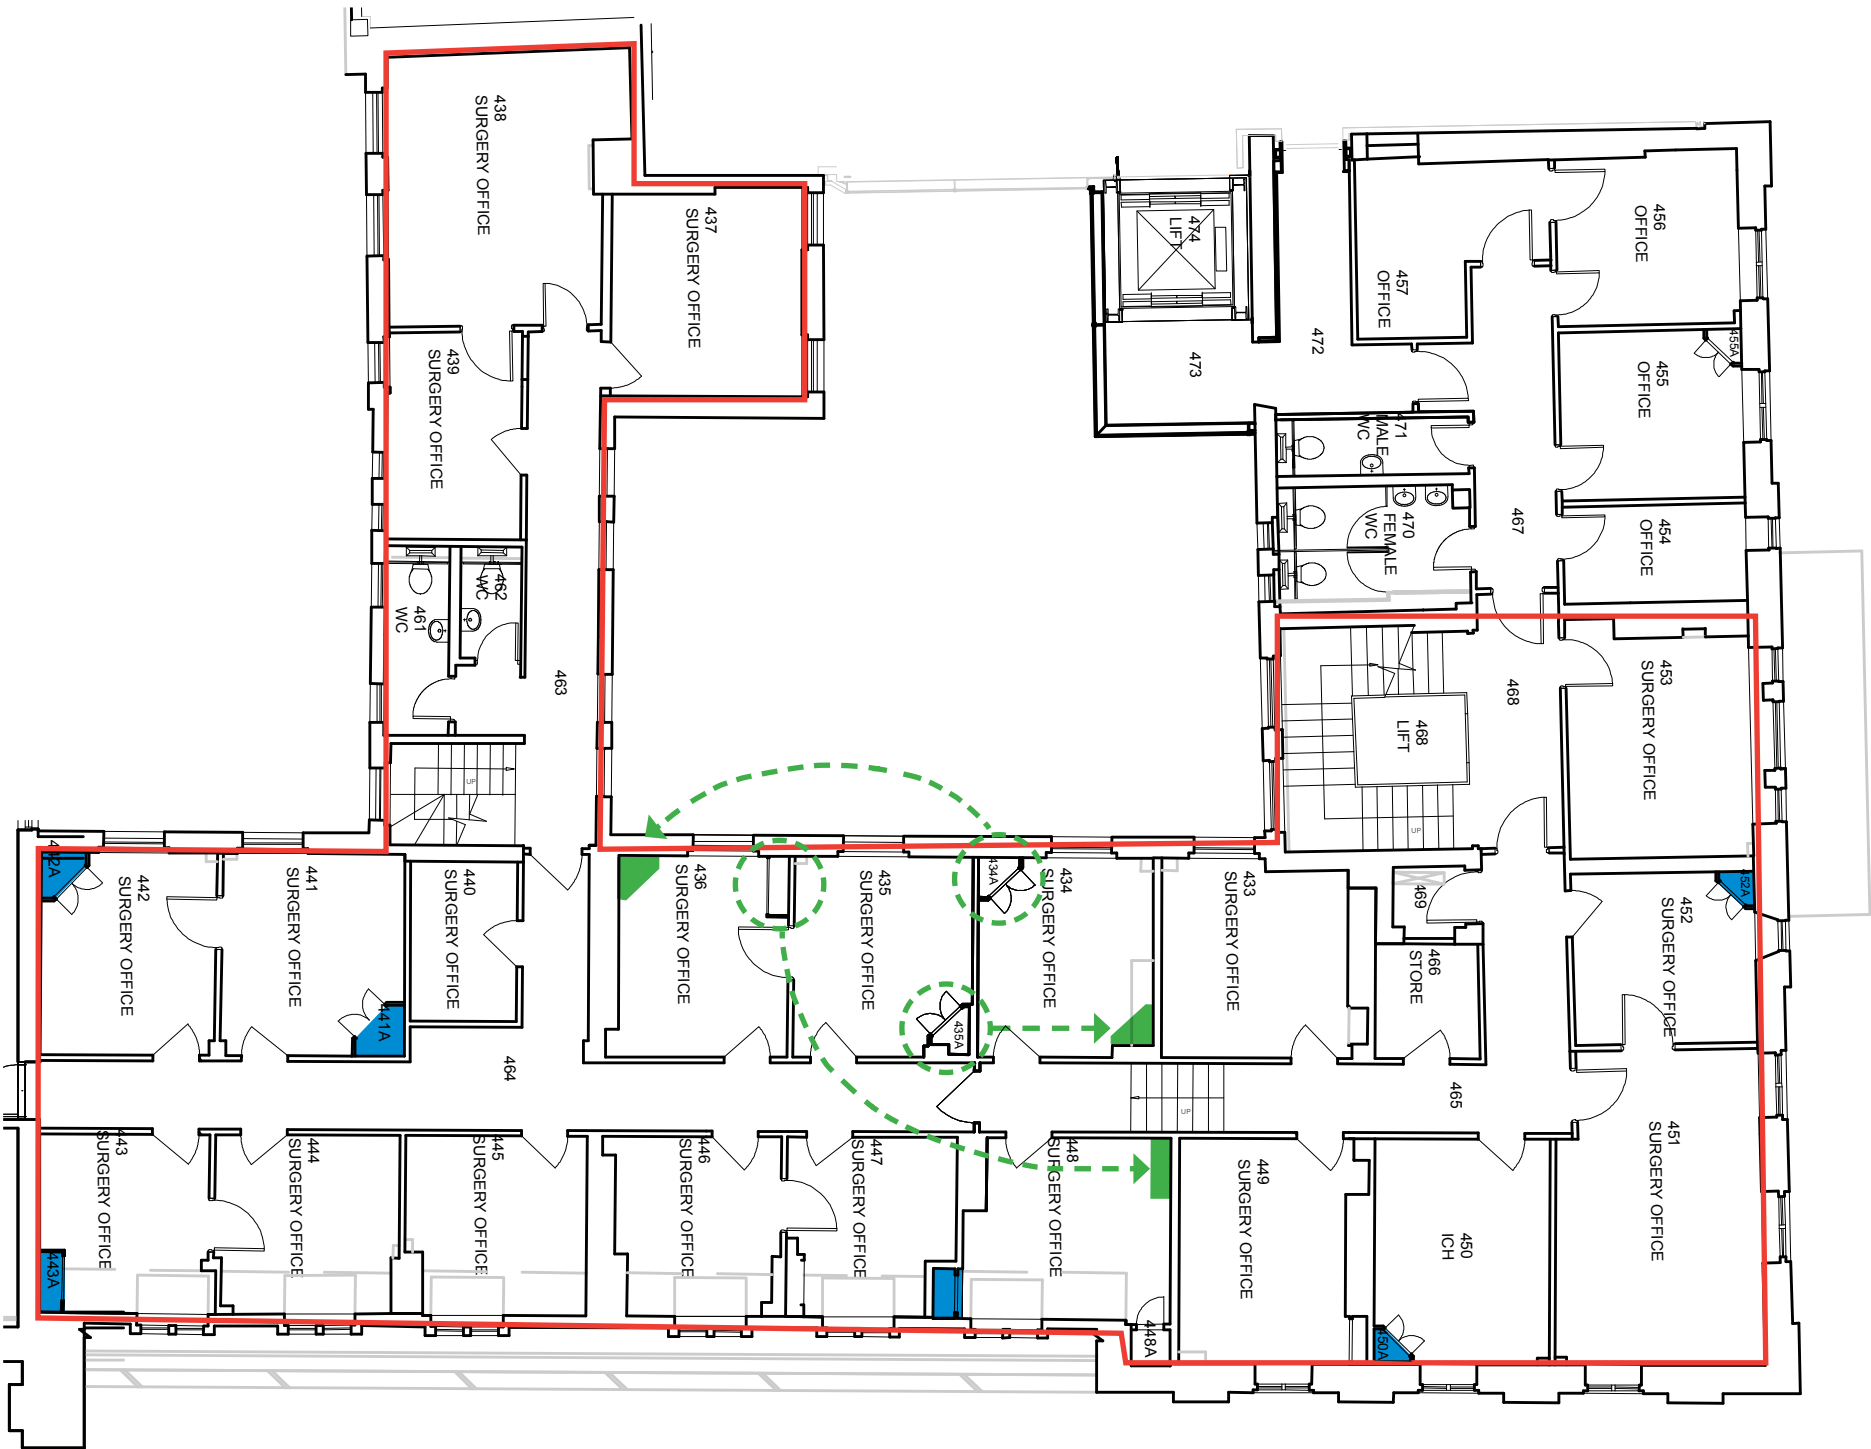 438
SURGERY OFFICE
437
SURGERY OFFICE
474
LIFT
473
472
457
OFFICE
456
OFFICE
455A
455
OFFICE
454
OFFICE
467
471
MALE
WC
470
FEMALE
WC
439
SURGERY OFFICE
462
WC
461
WC
463
UP
468
468
LIFT
UP
453
SURGERY OFFICE
442A
442
SURGERY OFFICE
441
SURGERY OFFICE
441A
440
SURGERY OFFICE
436
SURGERY OFFICE
435
SURGERY OFFICE
435A
434A
434
SURGERY OFFICE
433
SURGERY OFFICE
469
466
STORE
452A
452
SURGERY OFFICE
464
UP
465
443
SURGERY OFFICE
443A
444
SURGERY OFFICE
445
SURGERY OFFICE
446
SURGERY OFFICE
447
SURGERY OFFICE
448
SURGERY OFFICE
448A
449
SURGERY OFFICE
450
ICH
450A
451
SURGERY OFFICE